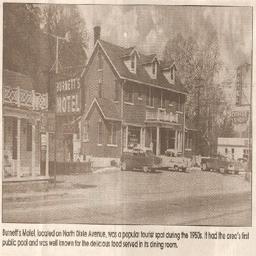 BURNETT'S
MOTEL
Burnett's Motel, located on North Dixie Avenue, was a popular tourist spot during the 1950s. It had the area's first
public pool and was well known for the delicious food served in its dining room.